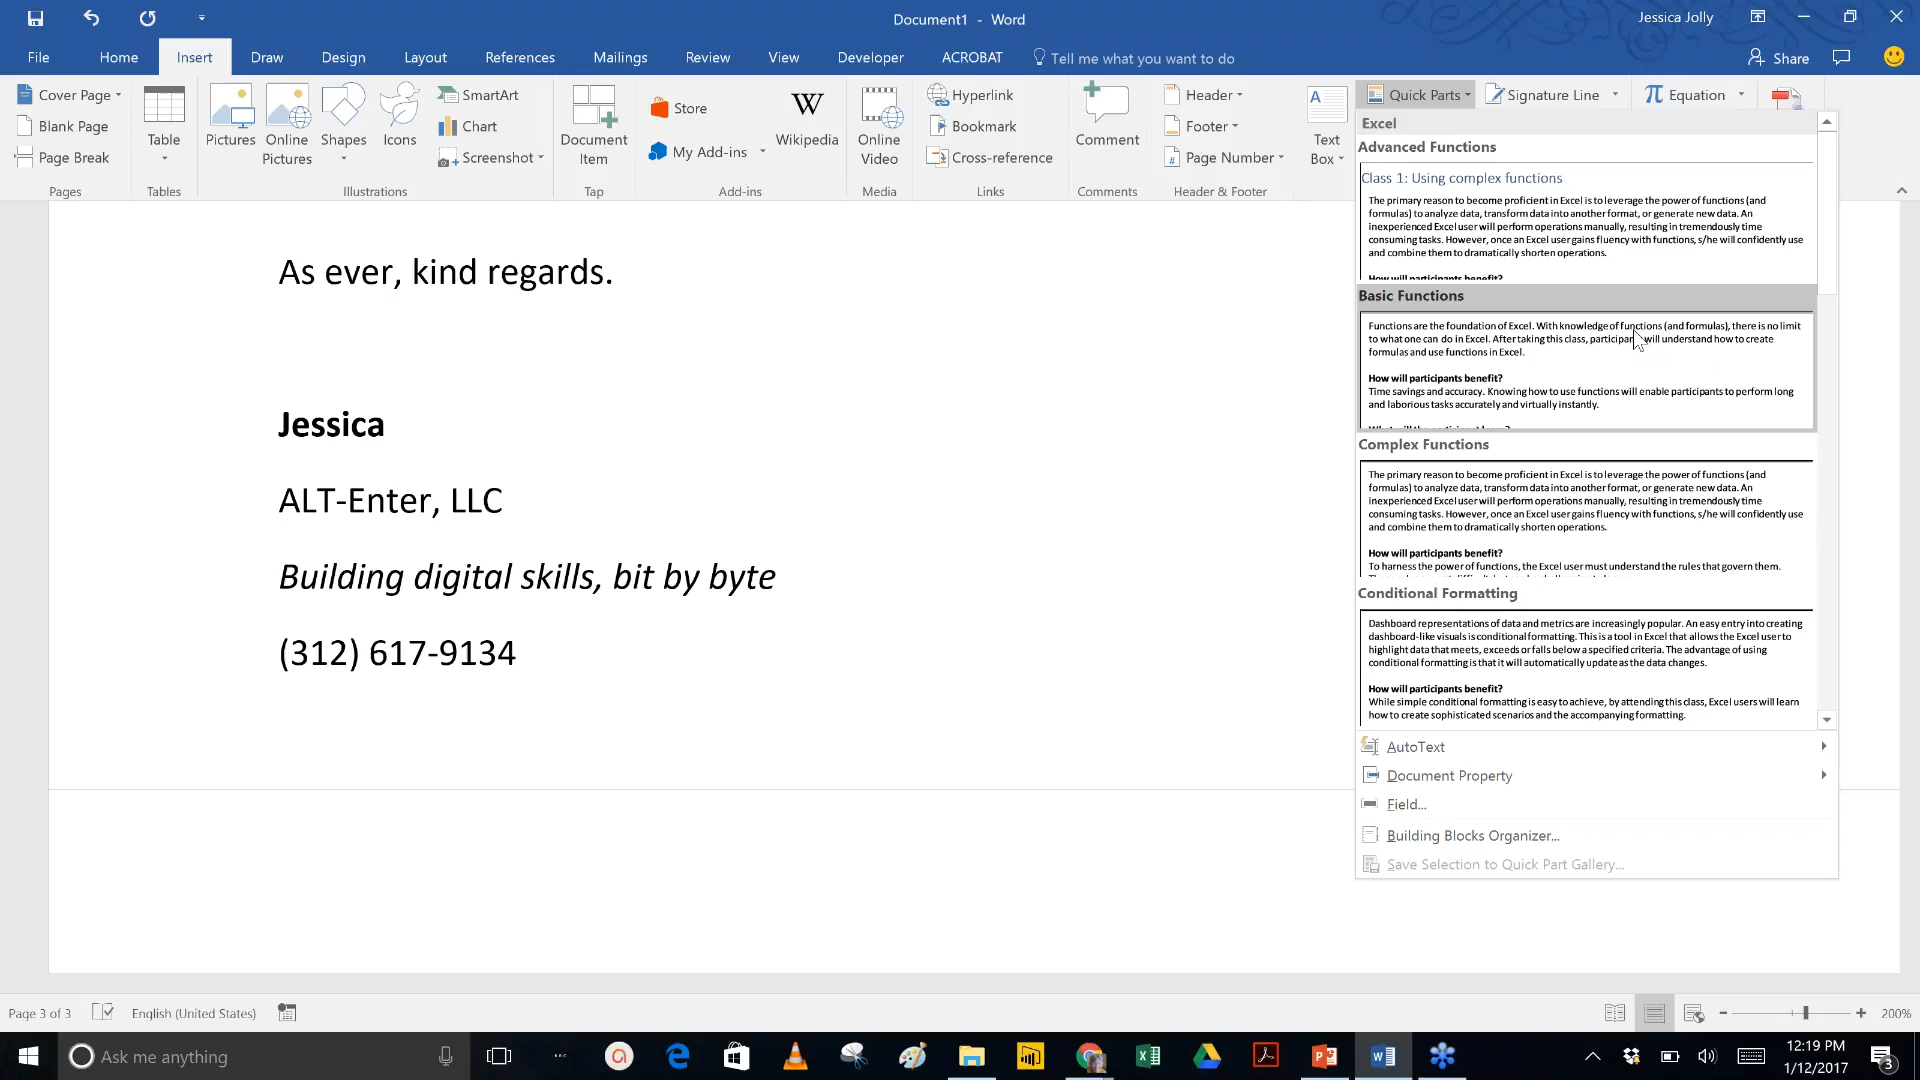 Document1 - Word
Jessica Jolly
File Home Insert Draw Design Layout References Mailings Review View Developer ACROBAT Tell me what you want to do Share
Cover Page
Blank Page
Page Break
Pages
Table
Tables
Pictures
Online Pictures
Shapes
Icons
SmartArt
Chart
Screenshot
Illustrations
Document Item
Tap
Store
My Add-ins
W
Wikipedia
Add-ins
Online Video
Media
Hyperlink
Bookmark
Cross-reference
Links
Comment
Comments
Header
Footer
Page Number
Header & Footer
A
Text Box
Quick Parts
Signature Line
π Equation
As ever, kind regards.
Jessica
ALT-Enter, LLC
Building digital skills, bit by byte
(312) 617-9134
Excel
Advanced Functions
Class 1: Using complex functions
The primary reason to become proficient in Excel is to leverage the power of functions (and
formulas) to analyze data, transform data into another format, or generate new data. An
inexperienced Excel user will perform operations manually, resulting in tremendously time
consuming tasks. However, once an Excel user gains fluency with functions, s/he will confidently use
and combine them to dramatically shorten operations.
How will participants benefit?
Basic Functions
Functions are the foundation of Excel. With knowledge of functions (and formulas), there is no limit
to what one can do in Excel. After taking this class, participants will understand how to create
formulas and use functions in Excel.
How will participants benefit?
Time savings and accuracy. Knowing how to use functions will enable participants to perform long
and laborious tasks accurately and virtually instantly.
Complex Functions
The primary reason to become proficient in Excel is to leverage the power of functions (and
formulas) to analyze data, transform data into another format, or generate new data. An
inexperienced Excel user will perform operations manually, resulting in tremendously time
consuming tasks. However, once an Excel user gains fluency with functions, s/he will confidently use
and combine them to dramatically shorten operations.
How will participants benefit?
To harness the power of functions, the Excel user must understand the rules that govern them.
Conditional Formatting
Dashboard representations of data and metrics are increasingly popular. An easy entry into creating
dashboard-like visuals is conditional formatting. This is a tool in Excel that allows the Excel user to
highlight data that meets, exceeds or falls below a specified criteria. The advantage of using
conditional formatting is that it will automatically update as the data changes.
How will participants benefit?
While simple conditional formatting is easy to achieve, by attending this class, Excel users will learn
how to create sophisticated scenarios and the accompanying formatting.
AutoText
Document Property
Field...
Building Blocks Organizer...
Save Selection to Quick Part Gallery...
Page 3 of 3 English (United States) 200%
Ask me anything
12:19 PM
1/12/2017
3